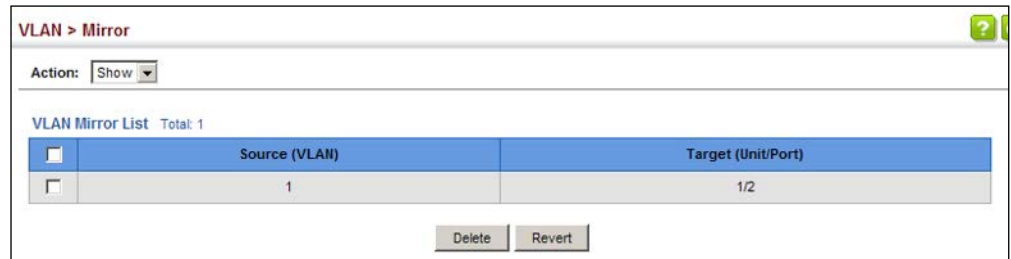 VLAN > Mirror
?
Action: Show
VLAN Mirror List Total: 1
Source (VLAN) Target (Unit/Port)
1 1/2
Delete Revert